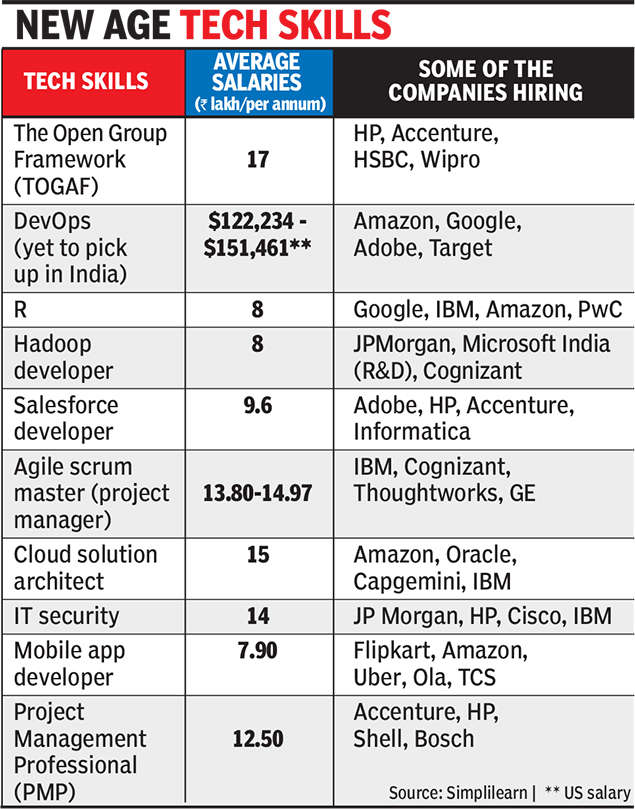 NEW AGE TECH SKILLS
TECH SKILLS
AVERAGE
SALARIES
(₹ lakh/per annum)
SOME OF THE
COMPANIES HIRING
The Open Group
Framework
(TOGAF)
17
HP, Accenture,
HSBC, Wipro
DevOps
(yet to pick
up in India)
$122,234 -
$151,461**
Amazon, Google,
Adobe, Target
R
8
Google, IBM, Amazon, PwC
Hadoop
developer
8
JPMorgan, Microsoft India
(R&D), Cognizant
Salesforce
developer
9.6
Adobe, HP, Accenture,
Informatica
Agile scrum
master (project
manager)
13.80-14.97
IBM, Cognizant,
Thoughtworks, GE
Cloud solution
architect
15
Amazon, Oracle,
Capgemini, IBM
IT security
14
JP Morgan, HP, Cisco, IBM
Mobile app
developer
7.90
Flipkart, Amazon,
Uber, Ola, TCS
Project
Management
Professional
(PMP)
12.50
Accenture, HP,
Shell, Bosch
Source: Simplilearn | ** US salary